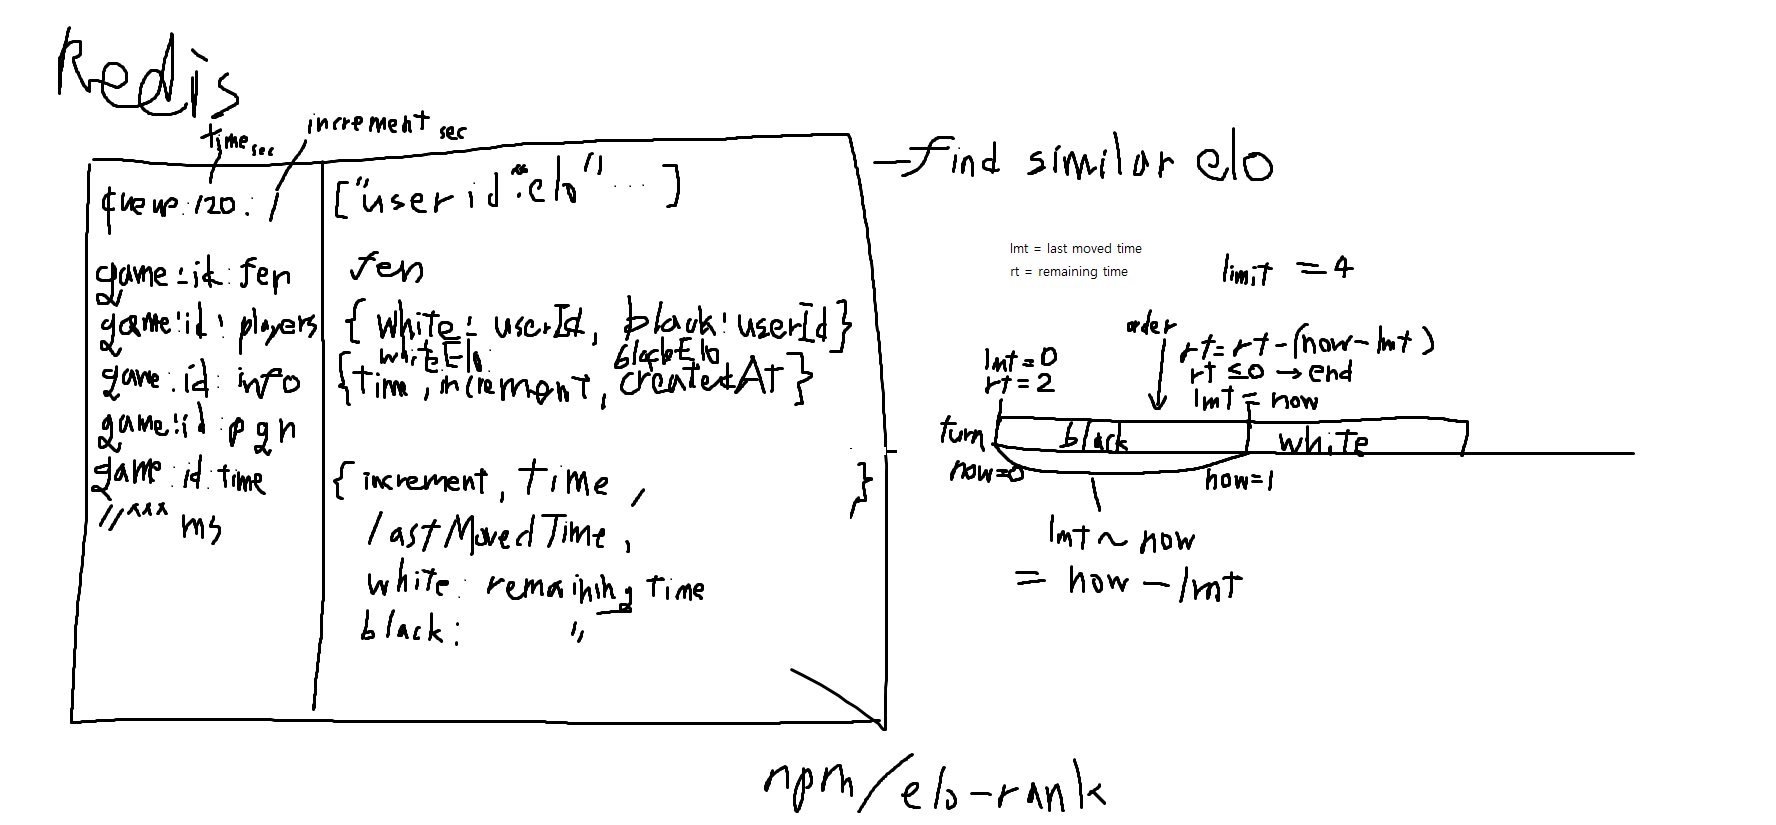 Redis
time sec
increment sec
queue:120:1
["user id:elo" ... ]
- find similar elo
game:id:fen
fen
game:id:players
{ white: userId, black: userId}
whiteElo: blackElo
game:id:info
{time, increment, createdAt}
game:id:pgn
game:id:time
{ increment, time, }
//*** ms
lastMovedTime,
white: remaining time
black: "
lmt = last moved time
rt = remaining time
limit = 4
order
lmt=0
rt=2
rt=rt-(now-lmt)
rt ≤0 → end
lmt = now
turn
black
white
now=0
now=1
lmt ~ now
= now - lmt
npm/elo-rank